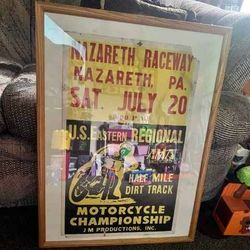 NAZARETH RACEWAY
NAZARETH, PA.
SAT. JULY 20
U.S. EASTERN REGIONAL
HALF MILE
DIRT TRACK
MOTORCYCLE
CHAMPIONSHIP
J M PRODUCTIONS, INC.